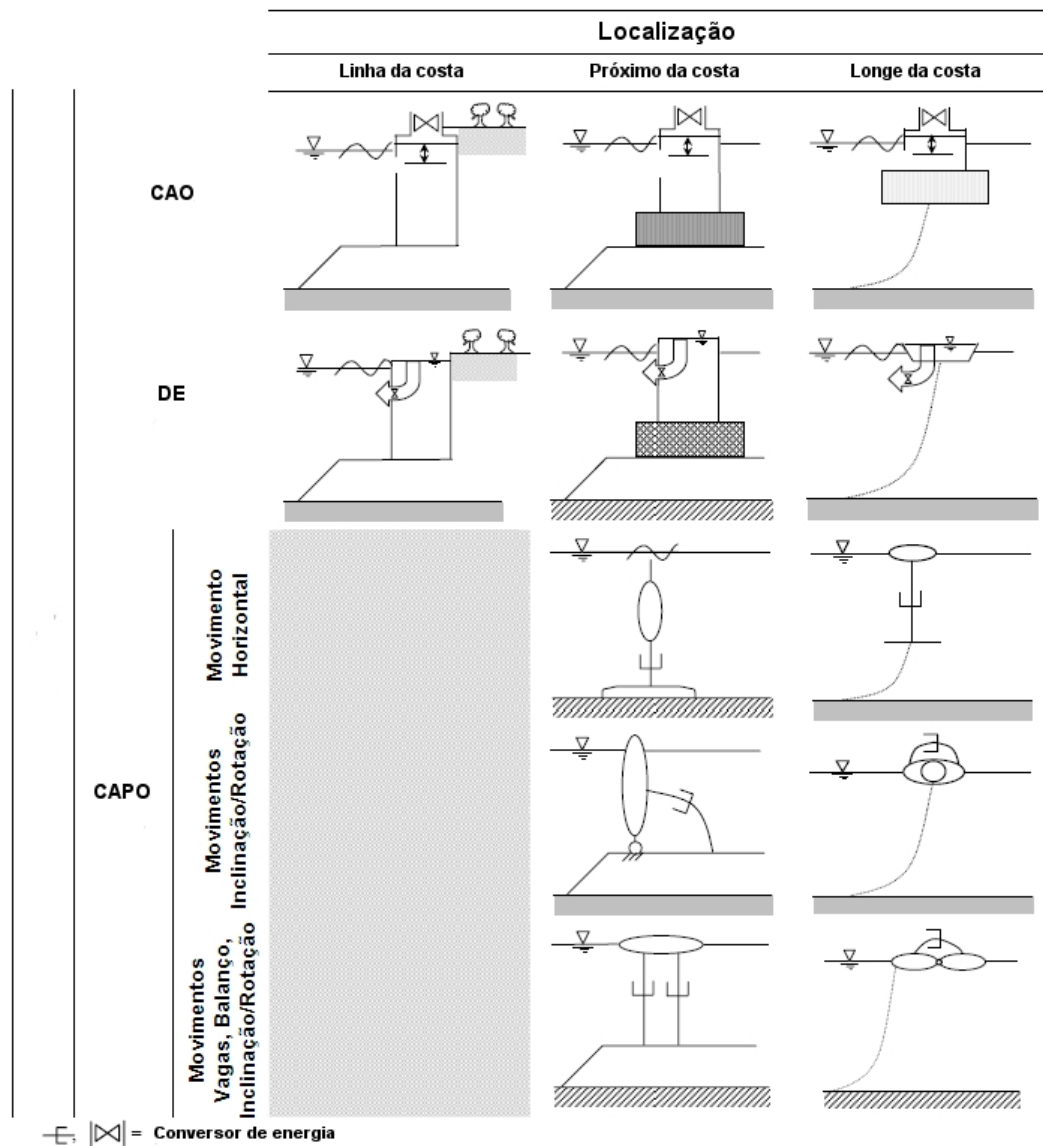 Localização
Linha da costa
Próximo da costa
Longe da costa
CAO
DE
CAPO
Movimento
Horizontal
Movimentos
Inclinação/Rotação
Movimentos
Vagas, Balanço,
Inclinação/Rotação
, = Conversor de energia